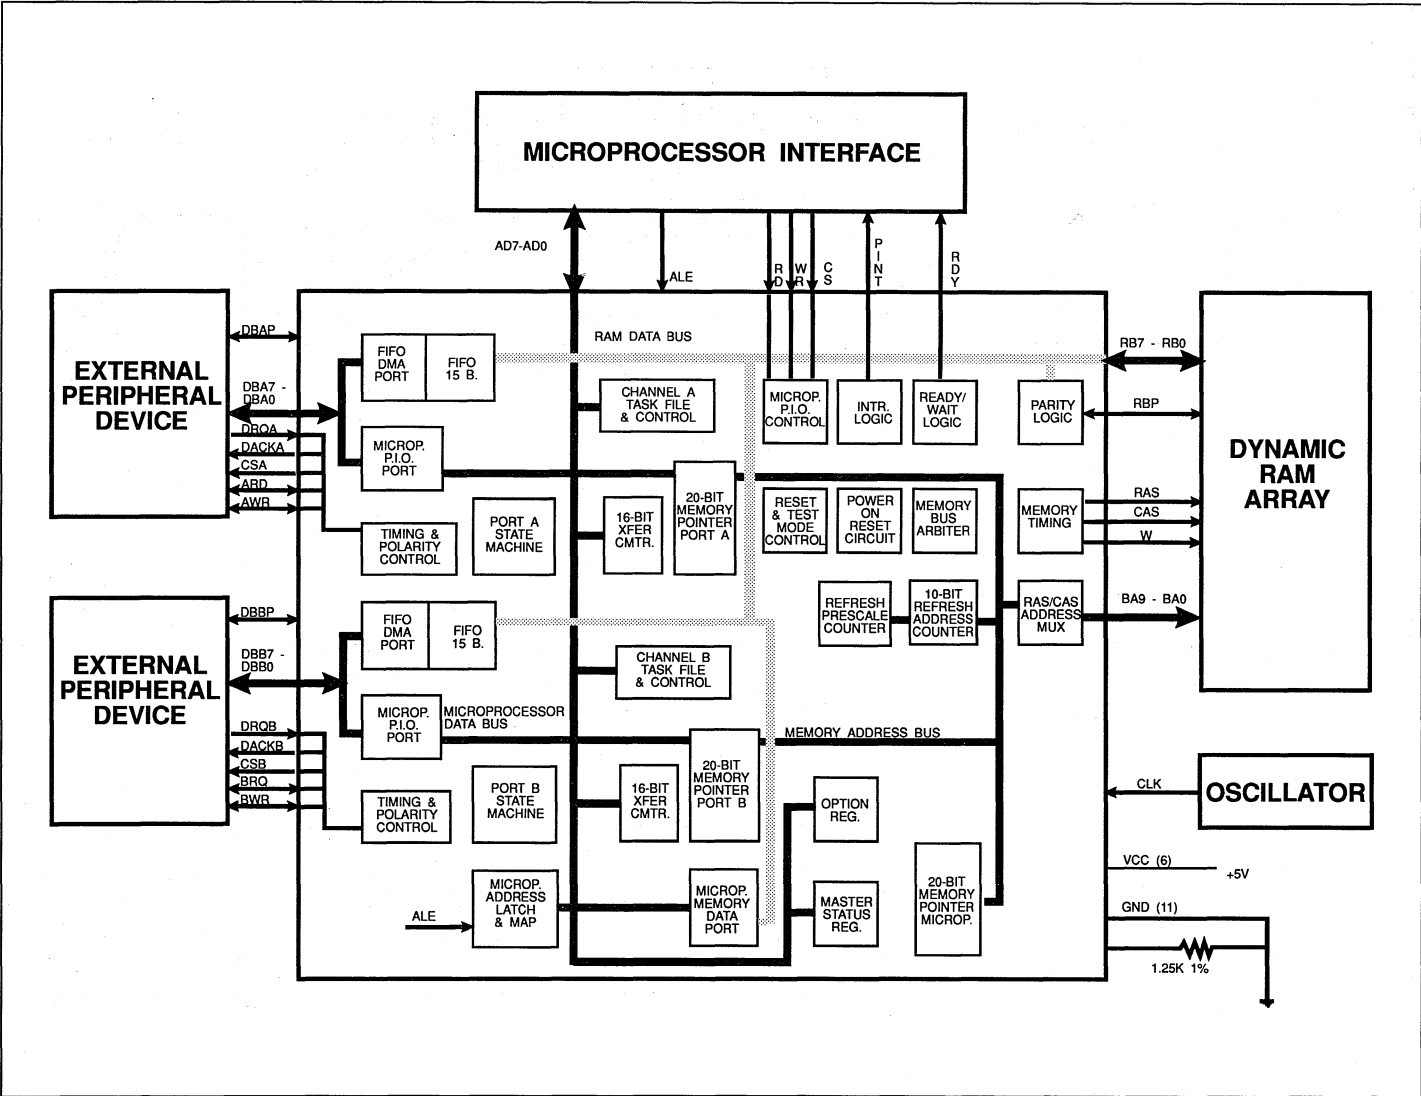 MICROPROCESSOR INTERFACE
AD7-AD0
ALE
RD
WR
CS
PINT
RDY
EXTERNAL
PERIPHERAL
DEVICE
DBAP
DBA7 -
DBA0
DRQA
DACKA
CSA
ARD
AWR
FIFO
DMA
PORT
FIFO
15 B.
RAM DATA BUS
CHANNEL A
TASK FILE
& CONTROL
MICROP.
P.I.O.
CONTROL
INTR.
LOGIC
READY/
WAIT
LOGIC
PARITY
LOGIC
RB7 - RB0
RBP
DYNAMIC
RAM
ARRAY
MICROP.
P.I.O.
PORT
20-BIT
MEMORY
POINTER
PORT A
TIMING &
POLARITY
CONTROL
PORT A
STATE
MACHINE
16-BIT
XFER
CMTR.
RESET
& TEST
MODE
CONTROL
POWER
ON
RESET
CIRCUIT
MEMORY
BUS
ARBITER
MEMORY
TIMING
RAS
CAS
W
REFRESH
PRESCALE
COUNTER
10-BIT
REFRESH
ADDRESS
COUNTER
RAS/CAS
ADDRESS
MUX
BA9 - BA0
EXTERNAL
PERIPHERAL
DEVICE
DBBP
DBB7 -
DBB0
DRQB
DACKB
CSB
BRQ
BWR
FIFO
DMA
PORT
FIFO
15 B.
CHANNEL B
TASK FILE
& CONTROL
MICROP.
P.I.O.
PORT
MICROPROCESSOR
DATA BUS
20-BIT
MEMORY
POINTER
PORT B
MEMORY ADDRESS BUS
TIMING &
POLARITY
CONTROL
PORT B
STATE
MACHINE
16-BIT
XFER
CMTR.
OPTION
REG.
CLK
OSCILLATOR
ALE
MICROP.
ADDRESS
LATCH
& MAP
MICROP.
MEMORY
DATA
PORT
MASTER
STATUS
REG.
20-BIT
MEMORY
POINTER
MICROP.
VCC (6)
+5V
GND (11)
1.25K 1%